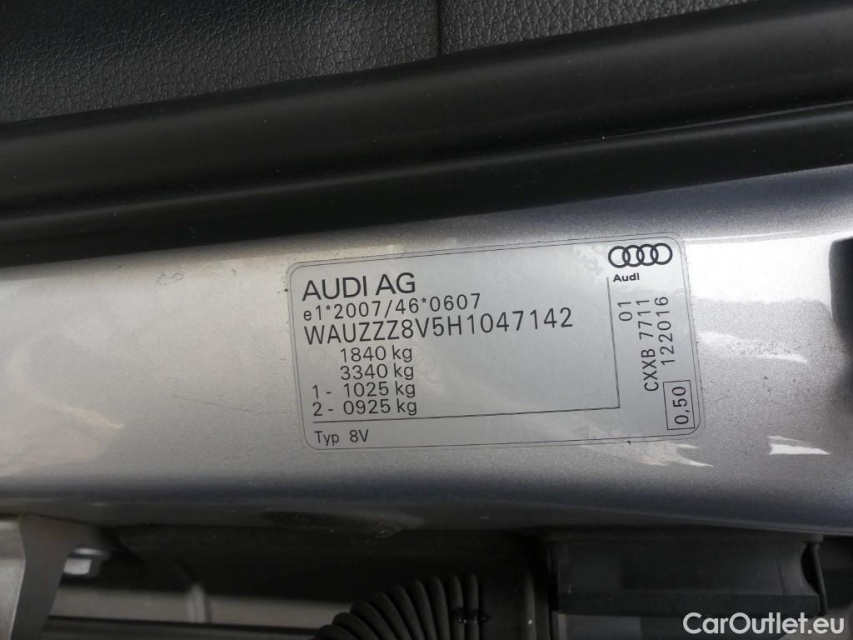 AUDI AG
e1*2007/46*0607
WAUZZZ8V5H1047142
1840 kg
3340 kg
1 - 1025 kg
2 - 0925 kg
Typ 8V
Audi
01
CXXB 7711
122016
0,50
CarOutlet.eu